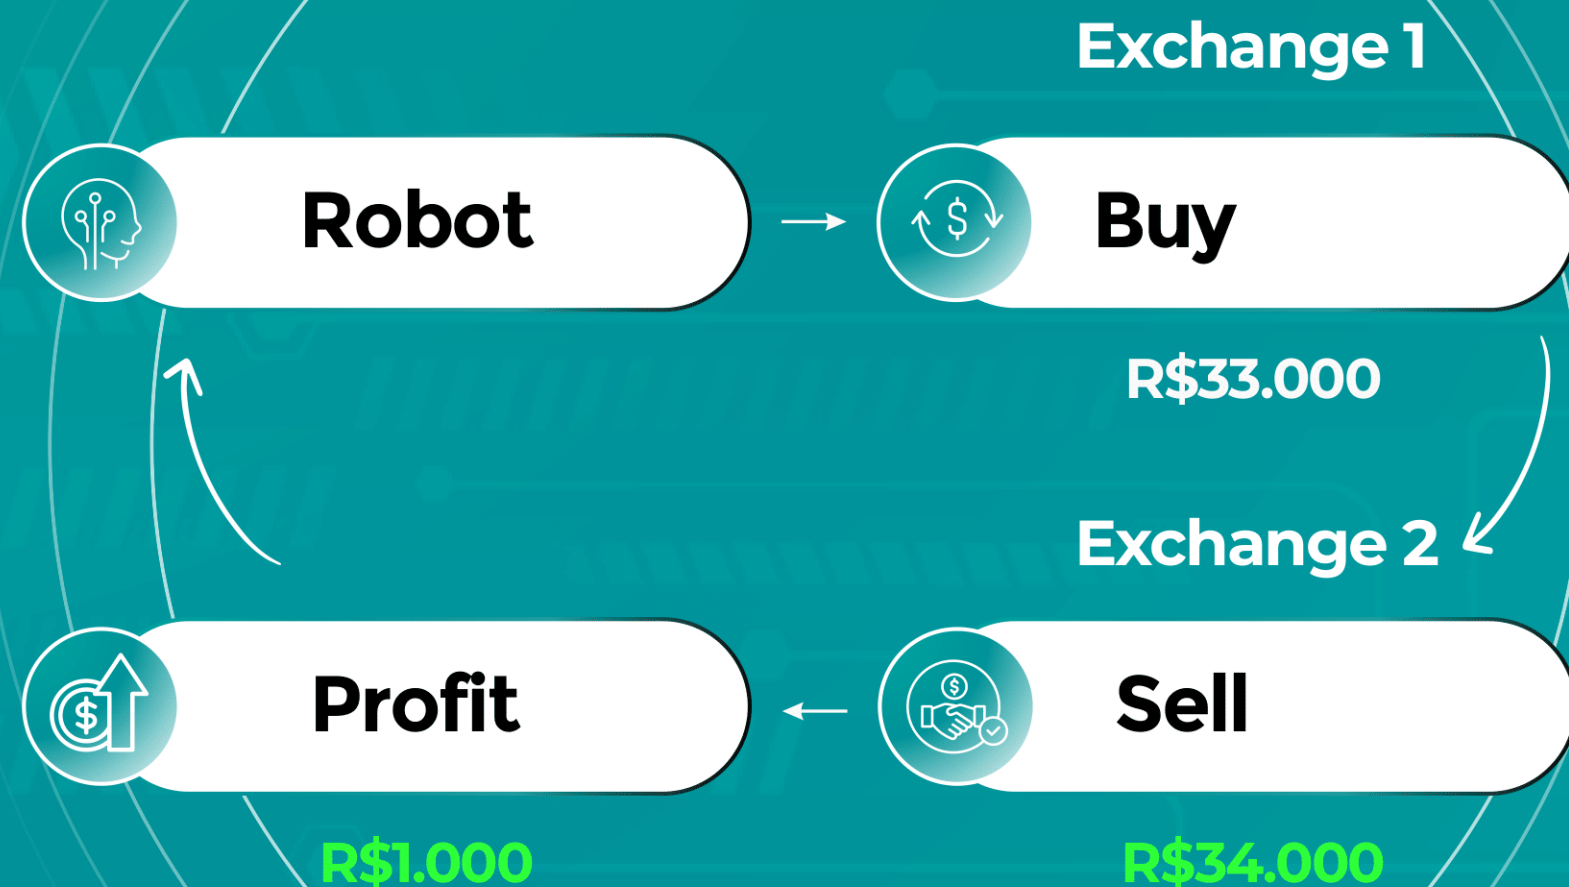 Exchange 1
Robot
Buy
R$33.000
Exchange 2
Profit
Sell
R$1.000
R$34.000